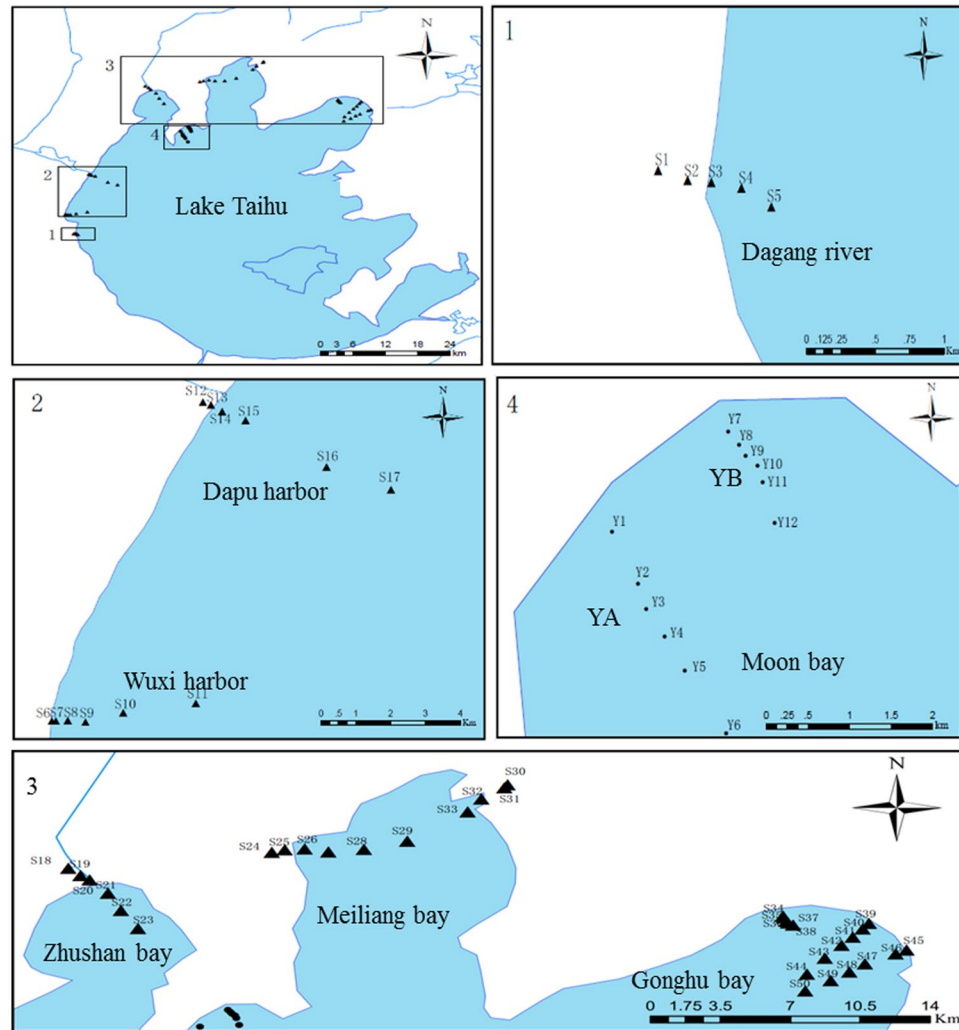 N
3
4
2
1
Lake Taihu
0 3 6 12 18 24
km
1
N
S1
S2
S3
S4
S5
Dagang river
0 .125 .25 .5 .75 1
Km
2
N
S12
S13
S14
S15
S16
S17
Dapu harbor
Wuxi harbor
S6 S7 S8 S9
S10
S11
0 .5 1 2 3 4
Km
4
N
Y7
Y8
Y9
Y10
YB
Y11
Y12
Y1
Y2
Y3
YA
Y4
Y5
Moon bay
Y6
0 .25 .5 1 1.5 2
km
3
N
S30
S31
S32
S33
S29
S28
S24 S25 S26
S18
S19
S20
S21
S22
S23
Zhushan bay
Meiliang bay
Gonghu bay
S34
S37
S38
S39
S40
S41
S42
S43
S44
S45
S46
S47
S48
S49
S50
0 1.75 3.5 7 10.5 14
Km